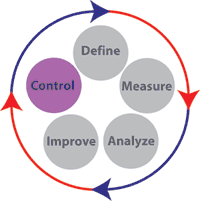 Define
Measure
Analyze
Improve
Control